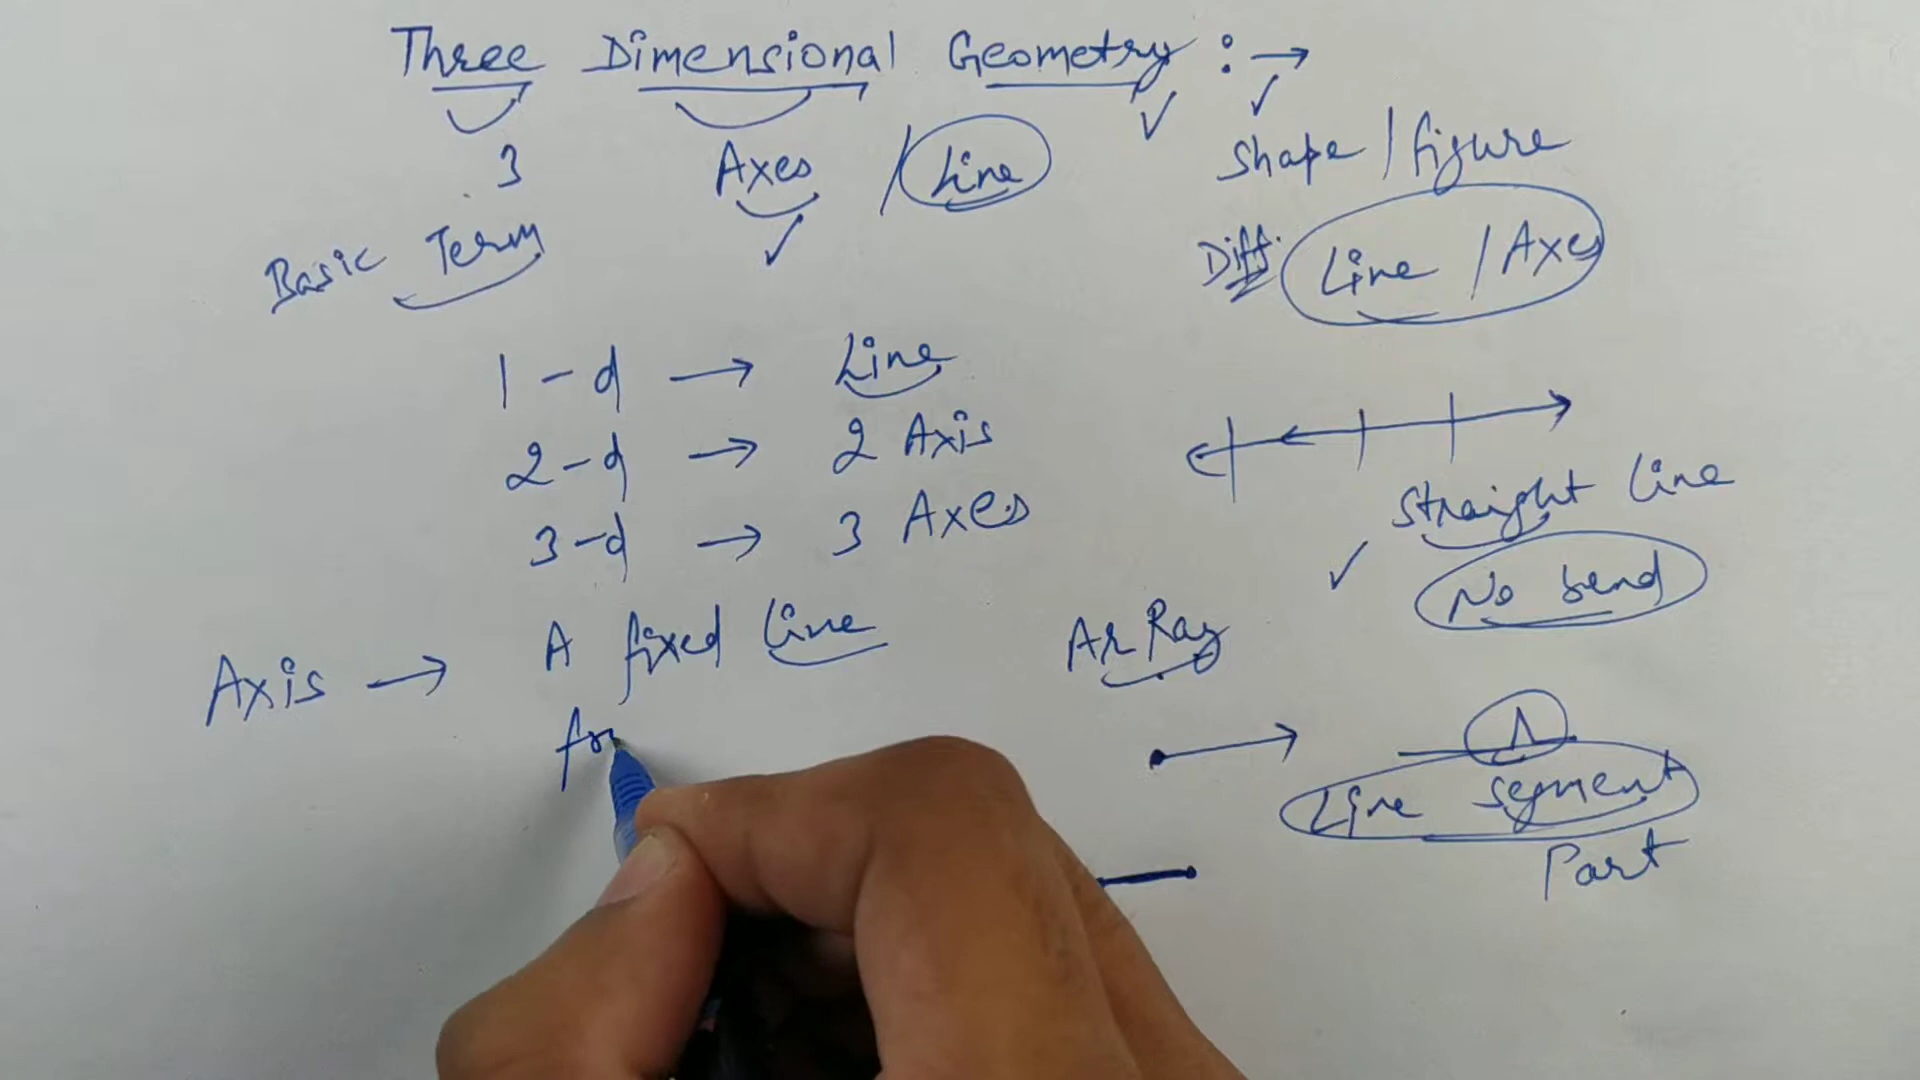 Three Dimensional Geometry : →
3 Axes / Line
Shape / figure
Basic Term
Diff. Line / Axes
1-d → Line
2-d → 2 Axis
3-d → 3 Axes
Straight Line
No bend
Axis → A fixed line
Ray
Line segment
Part